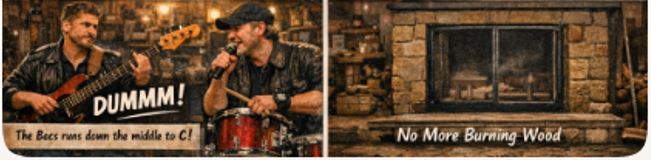 DUMMM!
The Bocs runs down the middle to C!
No More Burning Wood